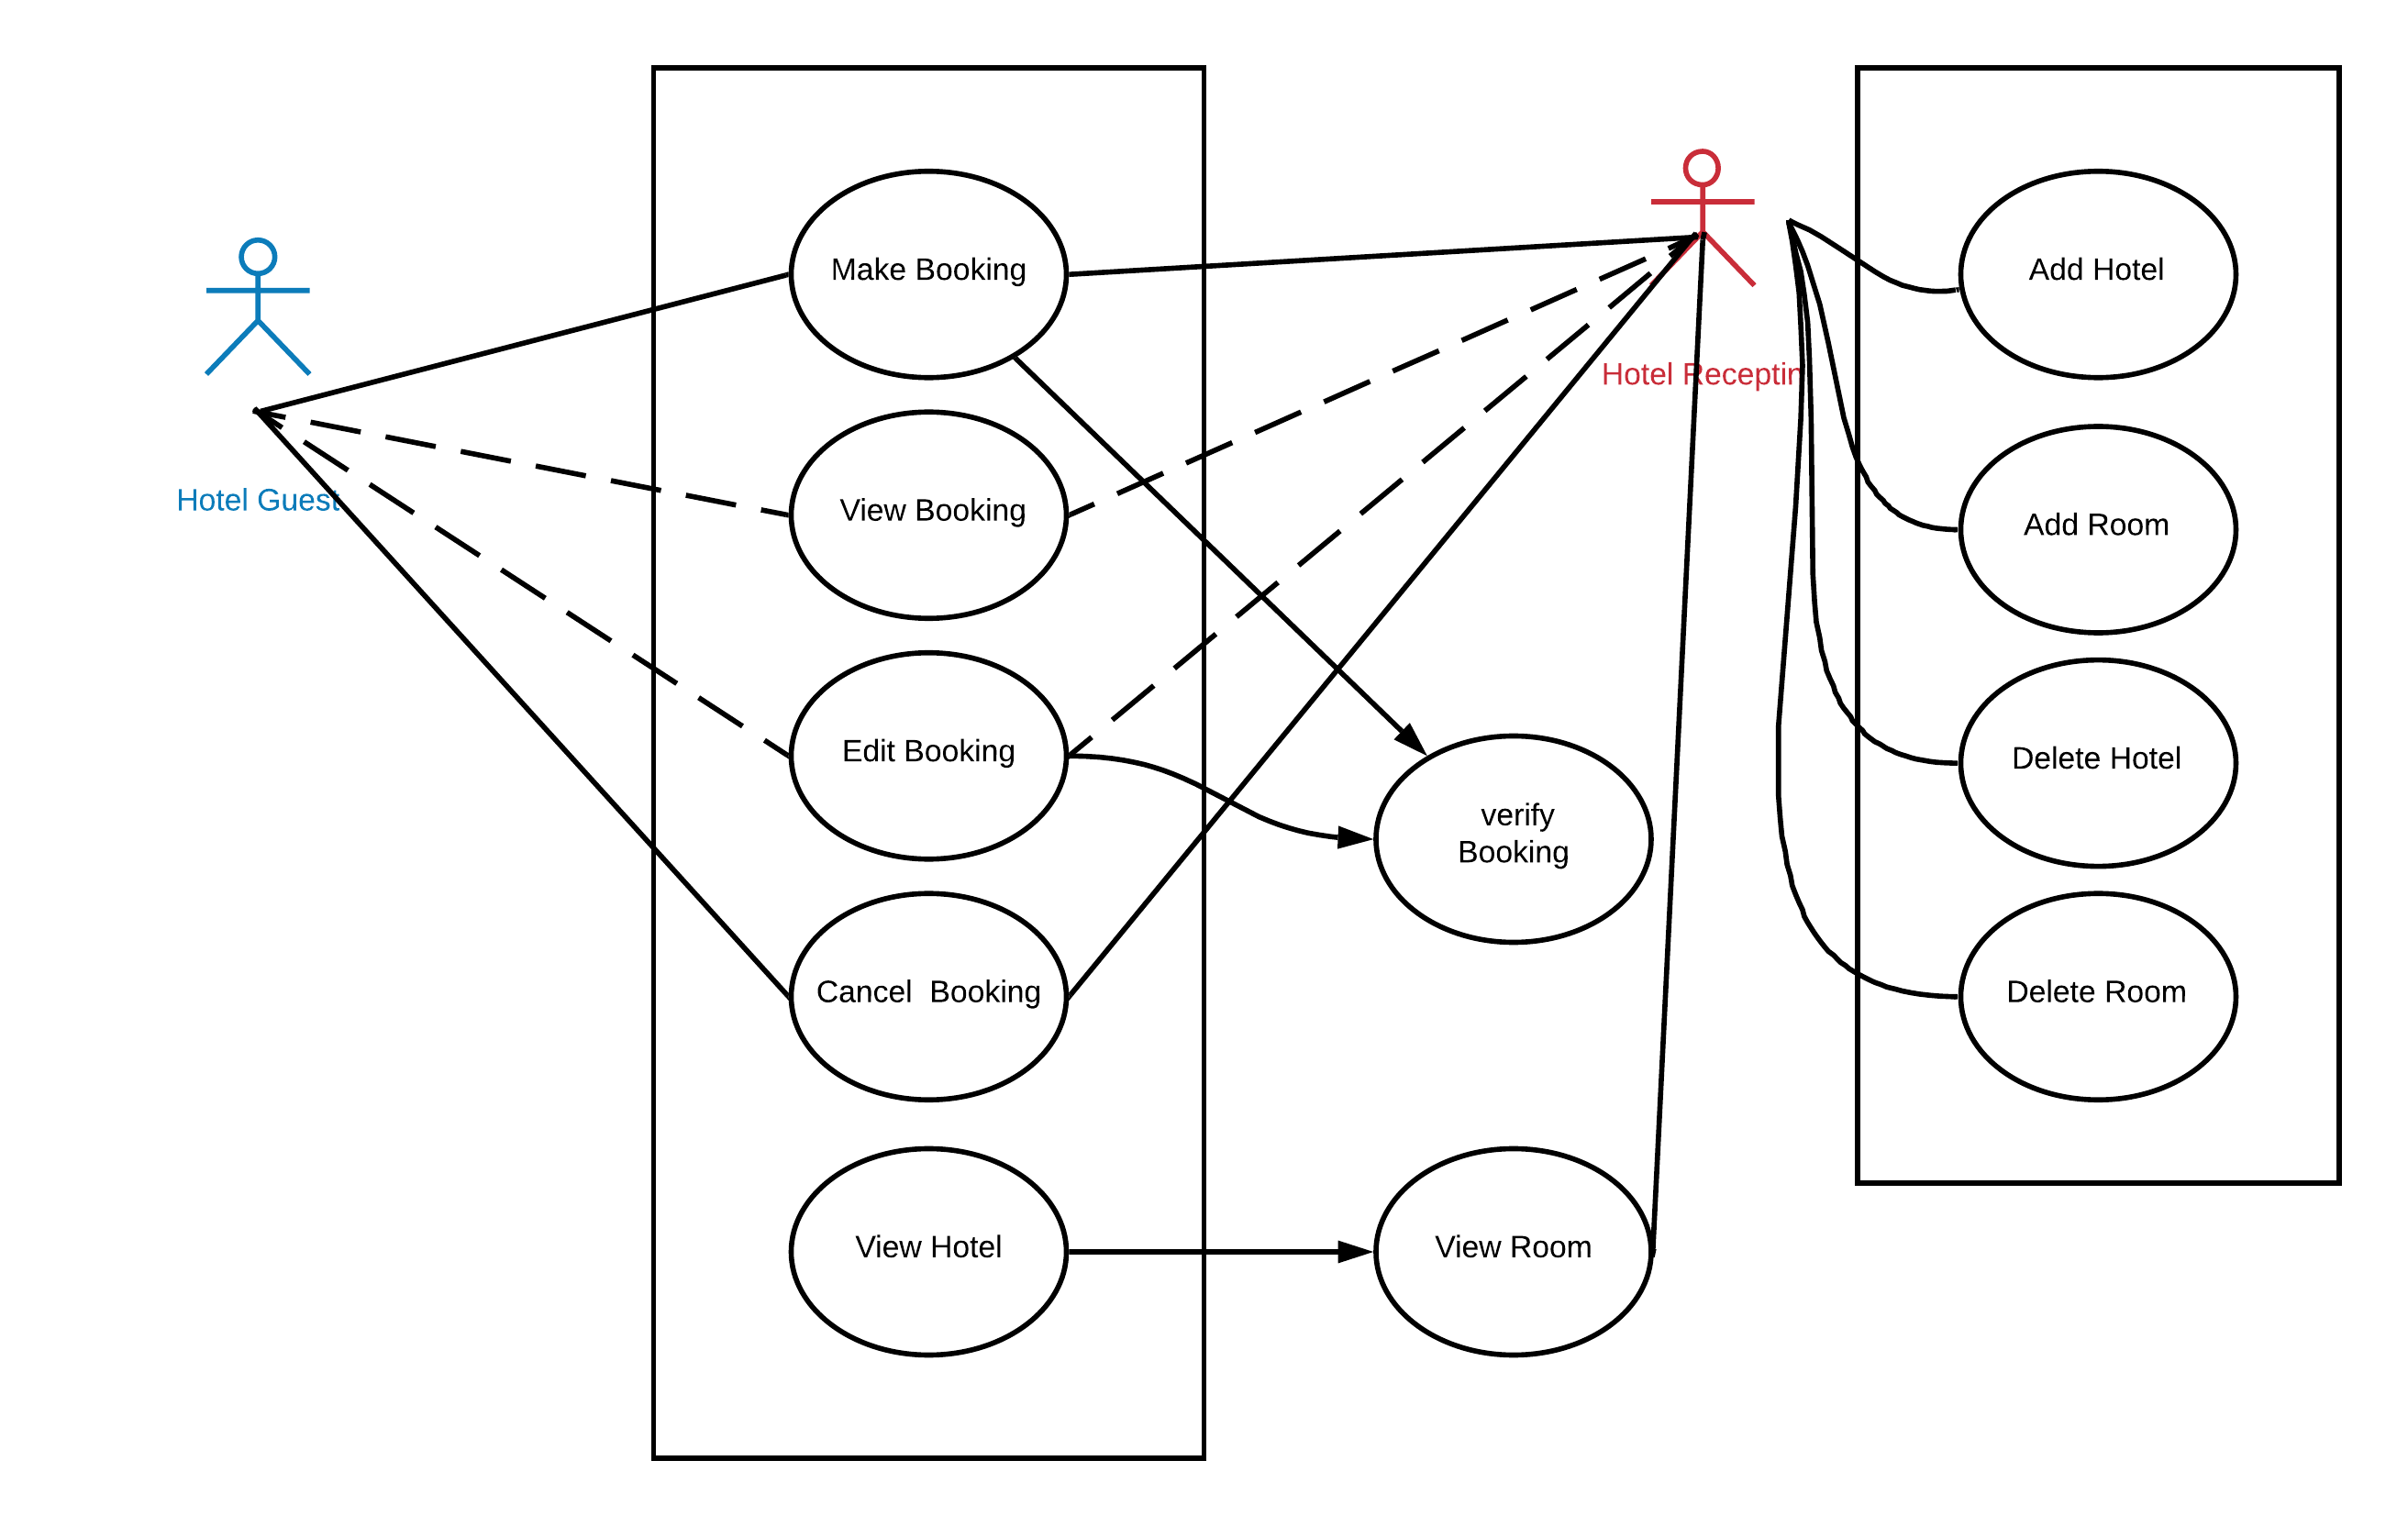 Hotel Guest
Make Booking
View Booking
Edit Booking
Cancel  Booking
View Hotel
verify
Booking
View Room
Hotel Receptin
Add Hotel
Add Room
Delete Hotel
Delete Room